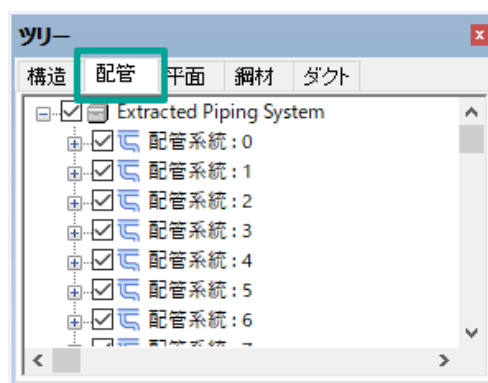 ツリー
構造 配管 平面 鋼材 ダクト
Extracted Piping System
配管系統 : 0
配管系統 : 1
配管系統 : 2
配管系統 : 3
配管系統 : 4
配管系統 : 5
配管系統 : 6